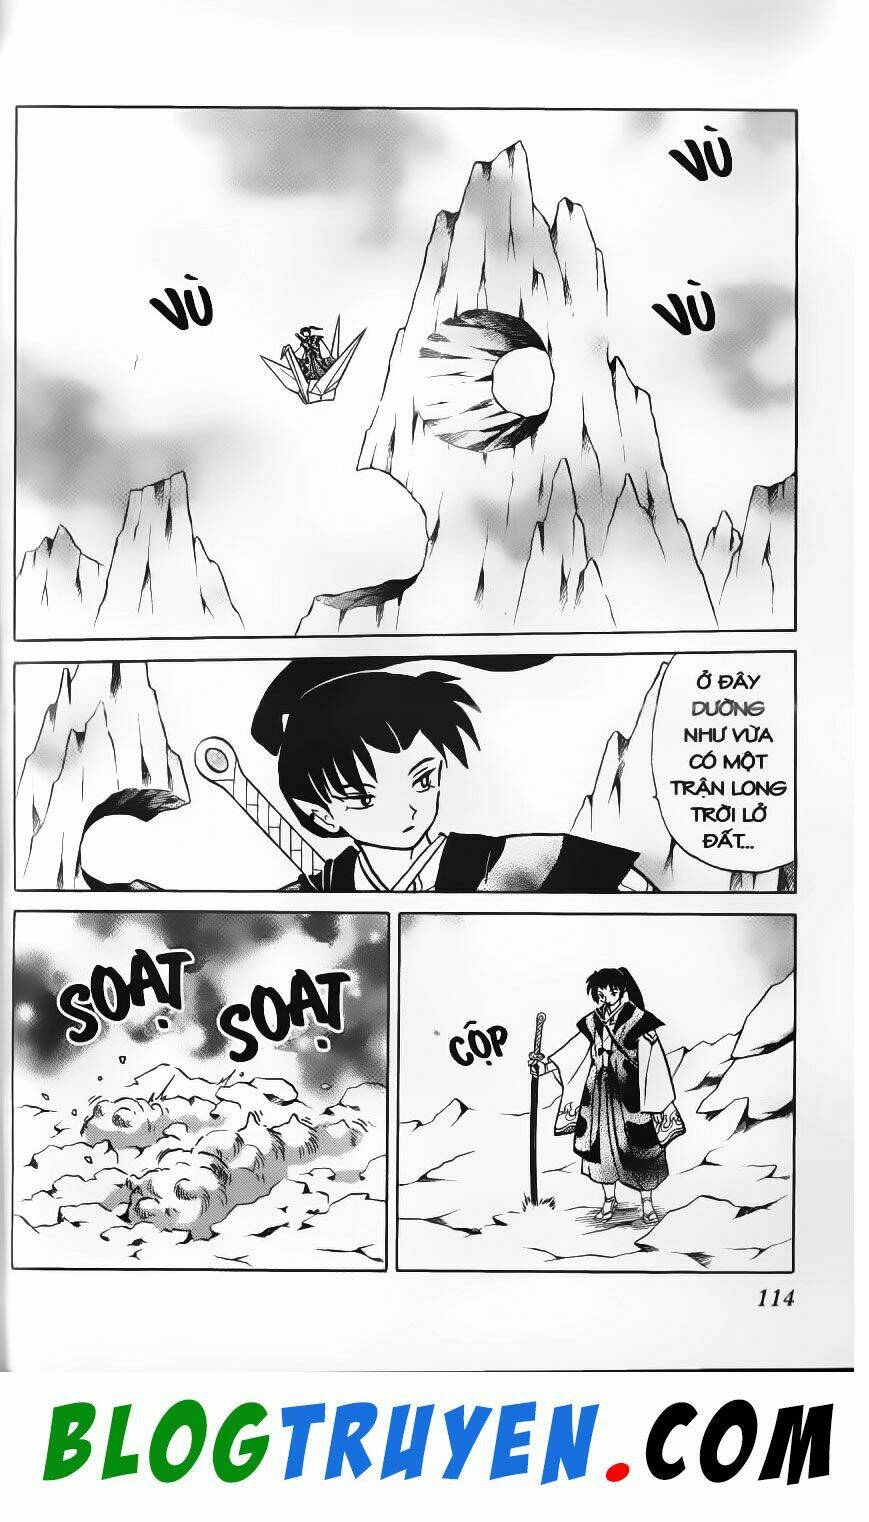 VÙ
VÙ
VÙ
Ở ĐÂY
DƯỜNG
NHƯ VỪA
CÓ MỘT
TRẬN LONG
TRỜI LỞ
ĐẤT...
SOẠT
SOẠT
CỘP
114
BLOGTRUYEN.COM